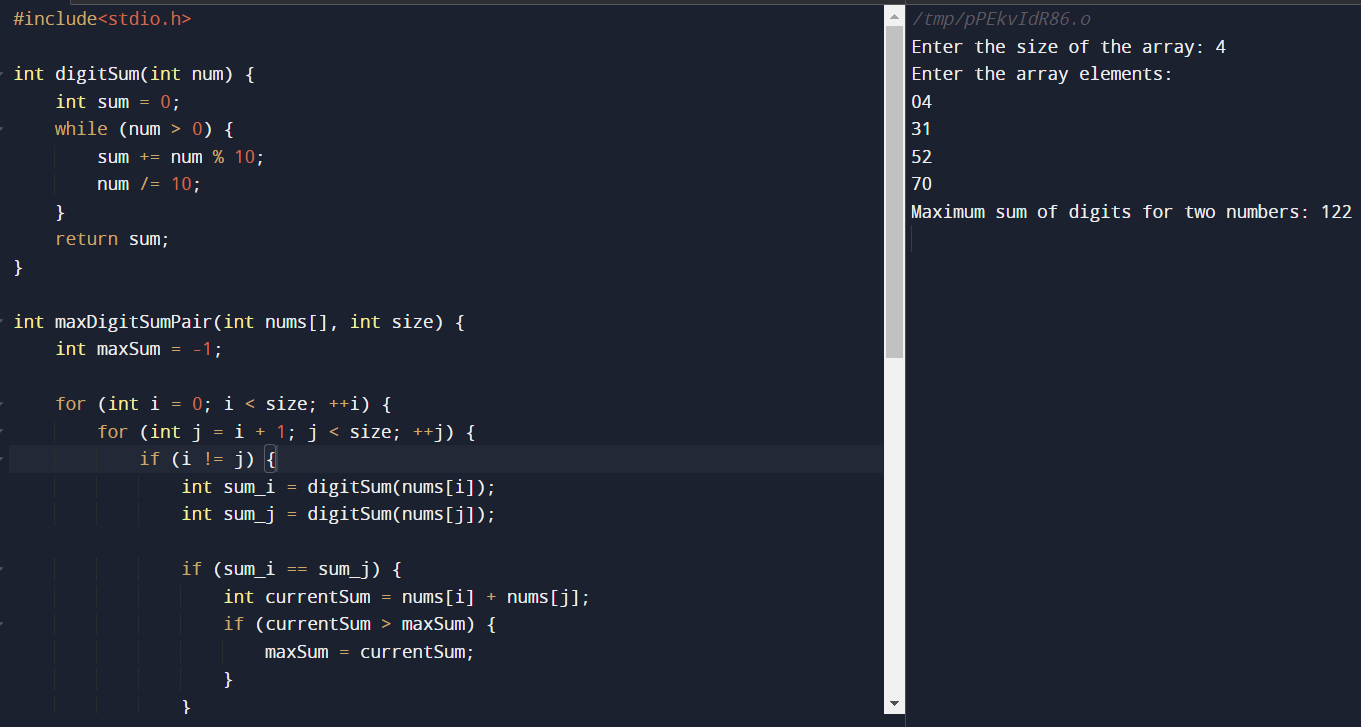 #include<stdio.h>
int digitSum(int num) {
    int sum = 0;
    while (num > 0) {
        sum += num % 10;
        num /= 10;
    }
    return sum;
}
int maxDigitSumPair(int nums[], int size) {
    int maxSum = -1;
    for (int i = 0; i < size; ++i) {
        for (int j = i + 1; j < size; ++j) {
            if (i != j) {
                int sum_i = digitSum(nums[i]);
                int sum_j = digitSum(nums[j]);
                if (sum_i == sum_j) {
                    int currentSum = nums[i] + nums[j];
                    if (currentSum > maxSum) {
                        maxSum = currentSum;
                    }
                }
/tmp/pPEkvIdR86.o
Enter the size of the array: 4
Enter the array elements:
04
31
52
70
Maximum sum of digits for two numbers: 122